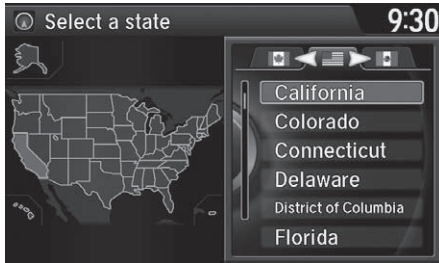 Select a state
9:30
California
Colorado
Connecticut
Delaware
District of Columbia
Florida